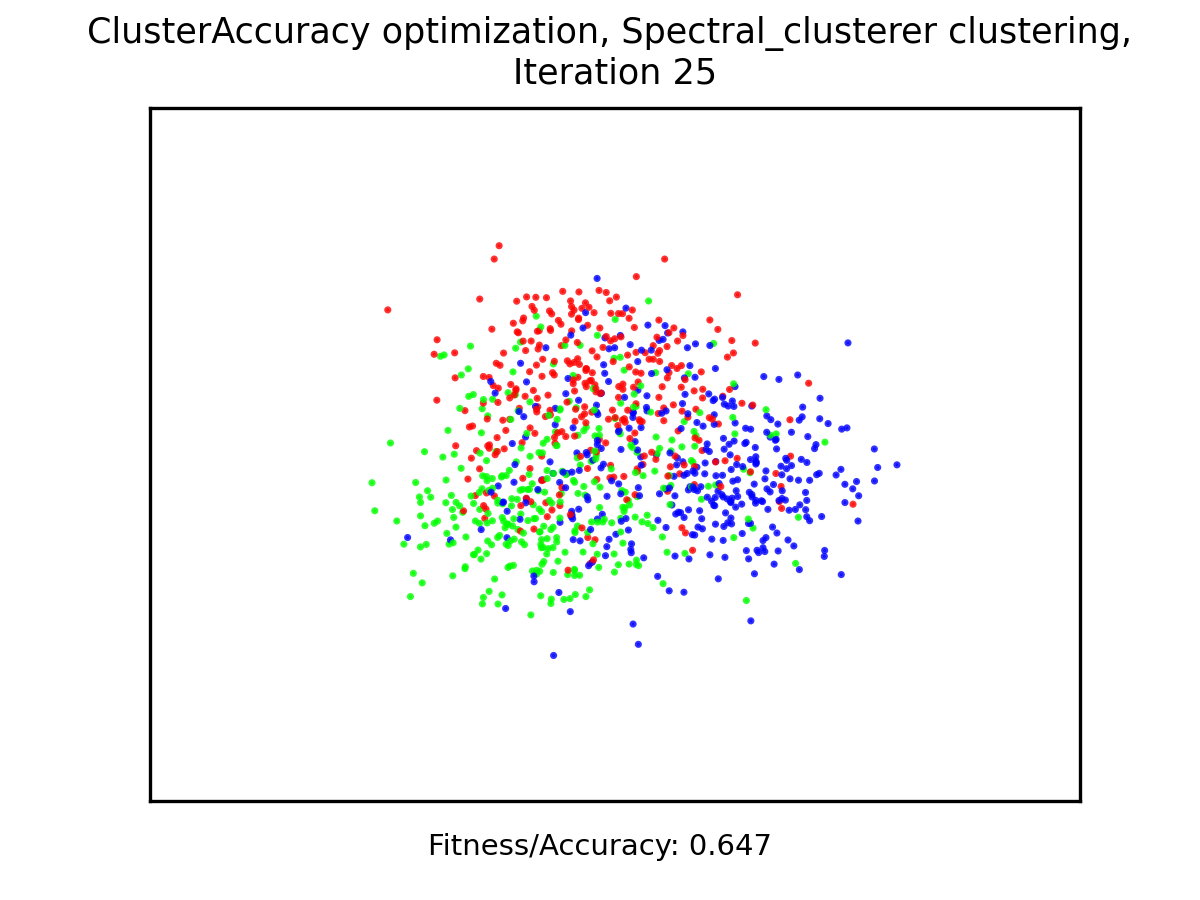 ClusterAccuracy optimization, Spectral_clusterer clustering,
Iteration 25
Fitness/Accuracy: 0.647